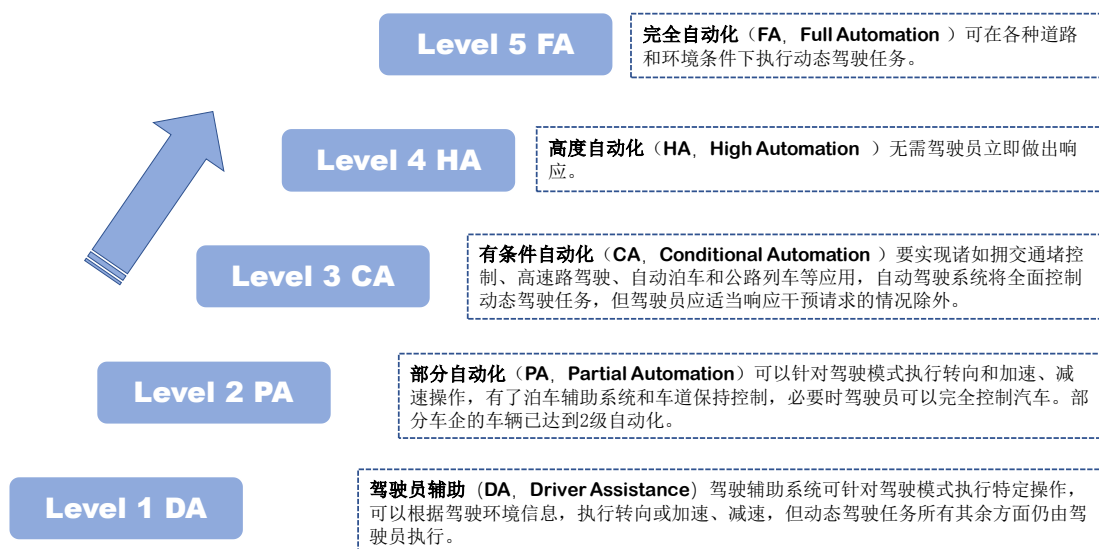 Level 5 FA
完全自动化（FA，Full Automation ）可在各种道路
和环境条件下执行动态驾驶任务。
Level 4 HA
高度自动化（HA，High Automation ）无需驾驶员立即做出响
应。
Level 3 CA
有条件自动化（CA，Conditional Automation ）要实现诸如拥交通堵控
制、高速路驾驶、自动泊车和公路列车等应用，自动驾驶系统将全面控制
动态驾驶任务，但驾驶员应适当响应干预请求的情况除外。
Level 2 PA
部分自动化（PA，Partial Automation）可以针对驾驶模式执行转向和加速、减
速操作，有了泊车辅助系统和车道保持控制，必要时驾驶员可以完全控制汽车。部
分车企的车辆已达到2级自动化。
Level 1 DA
驾驶员辅助（DA，Driver Assistance）驾驶辅助系统可针对驾驶模式执行特定操作，
可以根据驾驶环境信息，执行转向或加速、减速，但动态驾驶任务所有其余方面仍由驾
驶员执行。